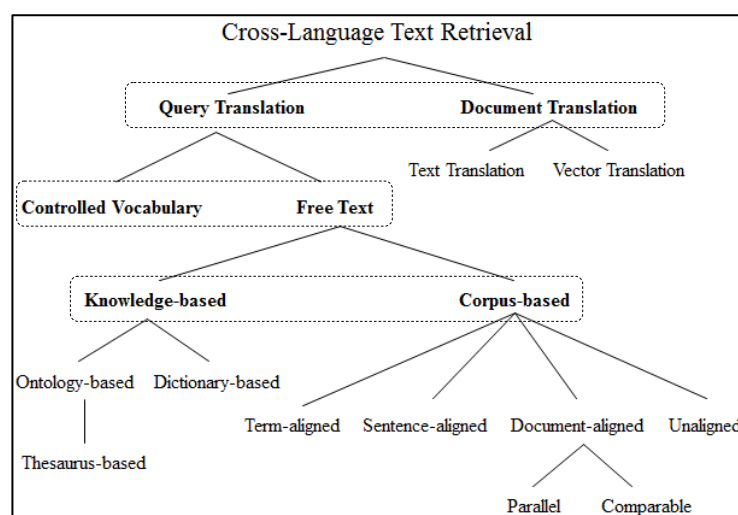 Cross-Language Text Retrieval
Query Translation Document Translation
Text Translation Vector Translation
Controlled Vocabulary Free Text
Knowledge-based Corpus-based
Ontology-based Dictionary-based
Term-aligned Sentence-aligned Document-aligned Unaligned
Thesaurus-based
Parallel Comparable